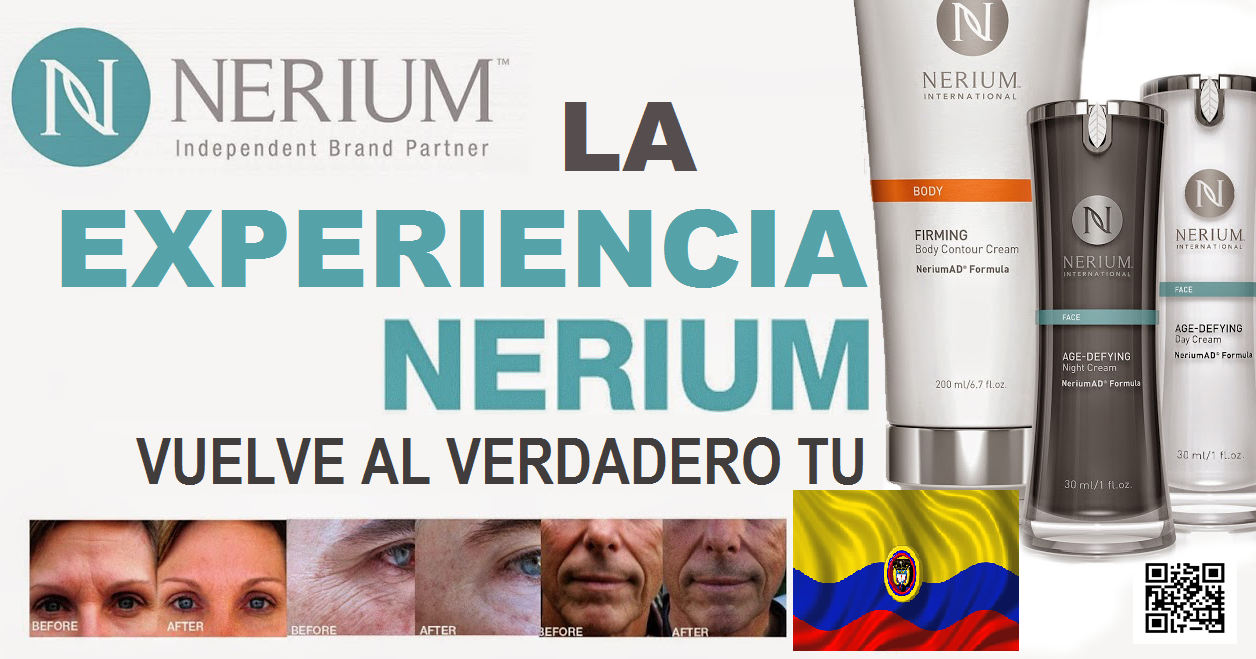 NERIUM™
Independent Brand Partner
LA
EXPERIENCIA
NERIUM
VUELVE AL VERDADERO TU
BEFORE
AFTER
BEFORE
AFTER
BEFORE
AFTER
N
NERIUM
INTERNATIONAL
BODY
FIRMING
Body Contour Cream
NeriumAD® Formula
200 ml/6.7 fl.oz.
N
NERIUM
INTERNATIONAL
FACE
AGE-DEFYING
Night Cream
NeriumAD® Formula
30 ml/1 fl.oz.
N
NERIUM
INTERNATIONAL
FACE
AGE-DEFYING
Day Cream
NeriumAD® Formula
30 ml/1 fl.oz.